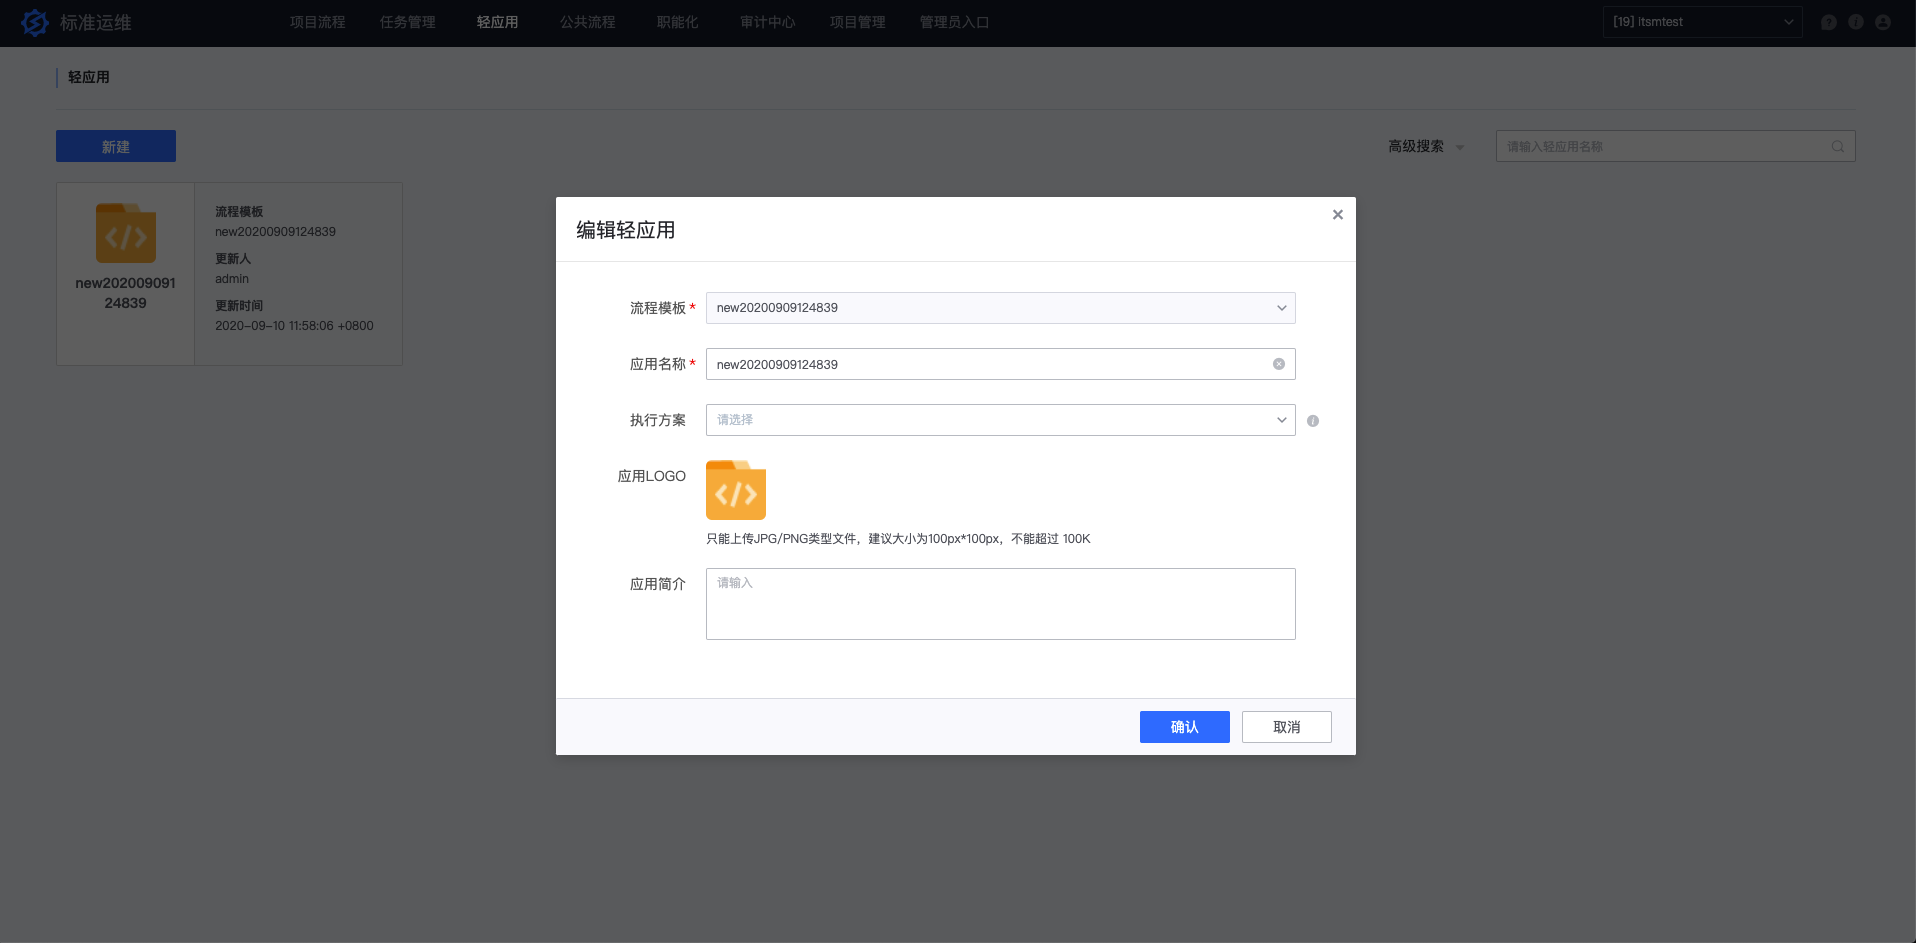 标准运维
项目流程 任务管理 轻应用 公共流程 职能化 审计中心 项目管理 管理员入口
[19] itsmtest
轻应用
新建
高级搜索
请输入轻应用名称
new202009091
24839
流程模板
new20200909124839
更新人
admin
更新时间
2020-09-10 11:58:06 +0800
编辑轻应用
流程模板 *
new20200909124839
应用名称 *
new20200909124839
执行方案
请选择
应用LOGO
只能上传JPG/PNG类型文件，建议大小为100px*100px，不能超过 100K
应用简介
请输入
确认
取消